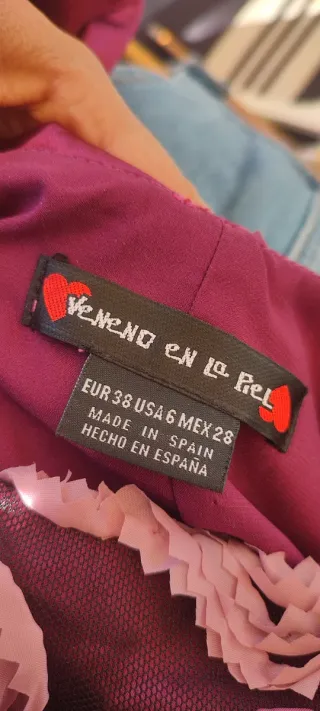 VENENO EN LA PIEL
EUR 38 USA 6 MEX 28
MADE IN SPAIN
HECHO EN ESPAÑA